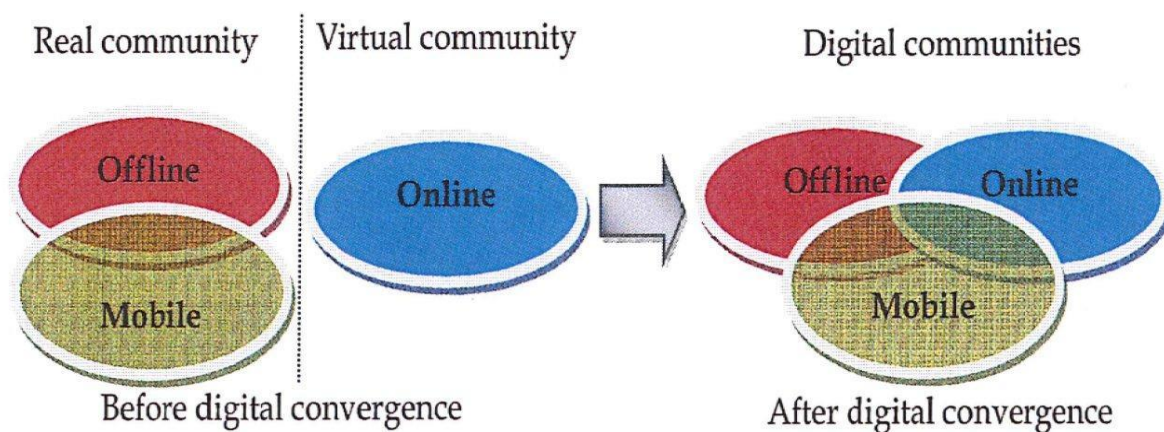 Real community
Virtual community
Digital communities
Offline
Online
Offline
Online
Mobile
Mobile
Before digital convergence
After digital convergence